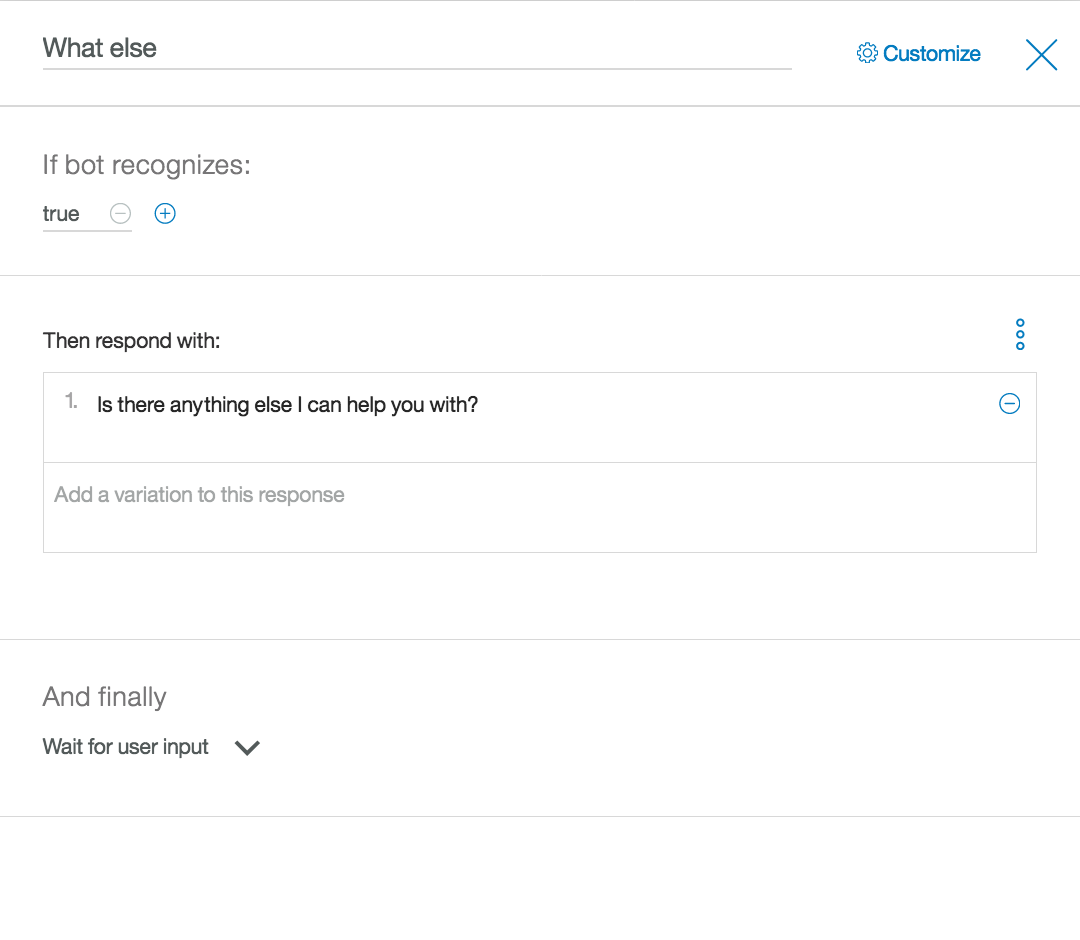 What else
Customize
If bot recognizes:
true
Then respond with:
1. Is there anything else I can help you with?
Add a variation to this response
And finally
Wait for user input